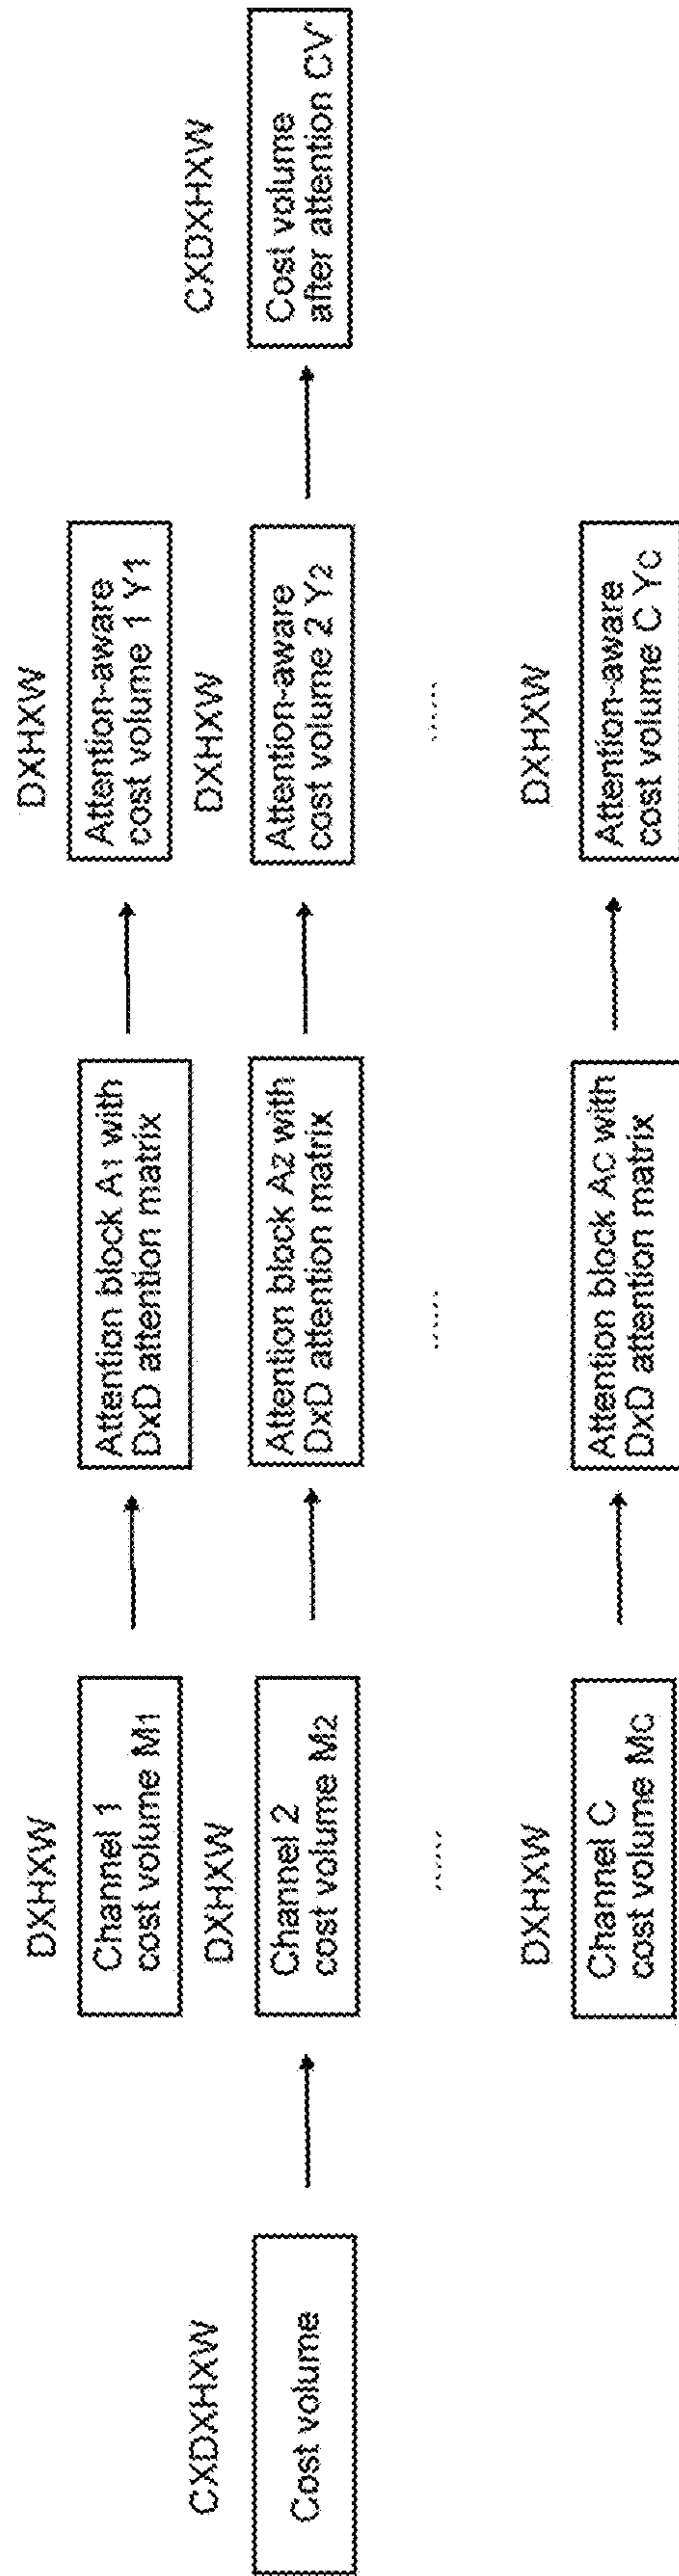 CXDXHXW
Cost volume
DXHXW
Channel 1
cost volume M1
DXHXW
Channel 2
cost volume M2
......
DXHXW
Channel C
cost volume MC
Attention block A1 with
DxD attention matrix
Attention block A2 with
DxD attention matrix
......
Attention block AC with
DxD attention matrix
DXHXW
Attention-aware
cost volume 1 Y1
DXHXW
Attention-aware
cost volume 2 Y2
......
DXHXW
Attention-aware
cost volume C YC
CXDXHXW
Cost volume
after attention CV'